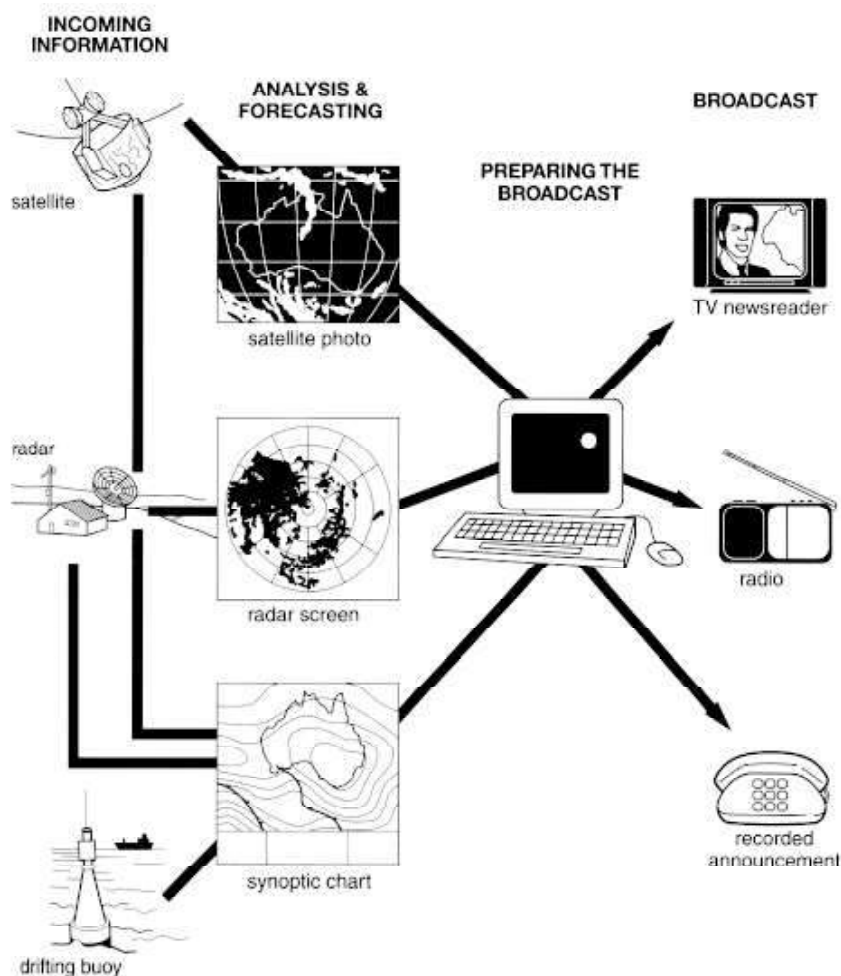 INCOMING
INFORMATION
ANALYSIS &
FORECASTING
PREPARING THE
BROADCAST
BROADCAST
satellite
satellite photo
TV newsreader
radar
radar screen
radio
synoptic chart
recorded
announcement
drifting buoy